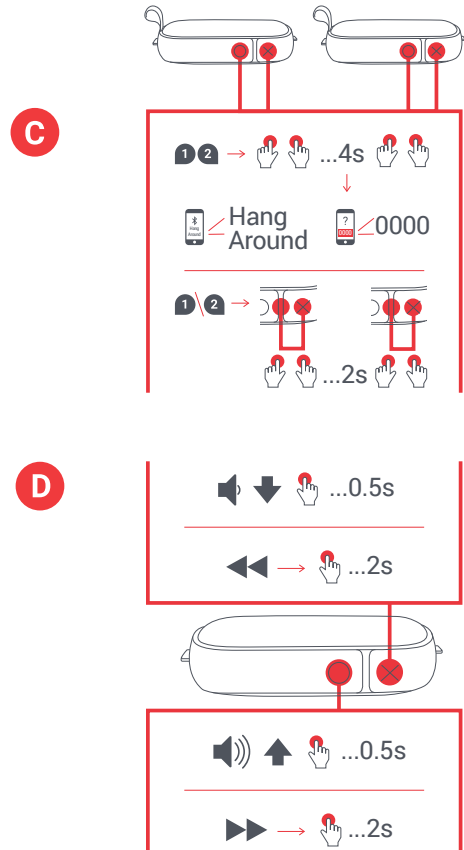 C
1 2 ...4s
Hang
Around
Hang
Around
?
0000
0000
1 2
...2s
D
...0.5s
...2s
...0.5s
...2s